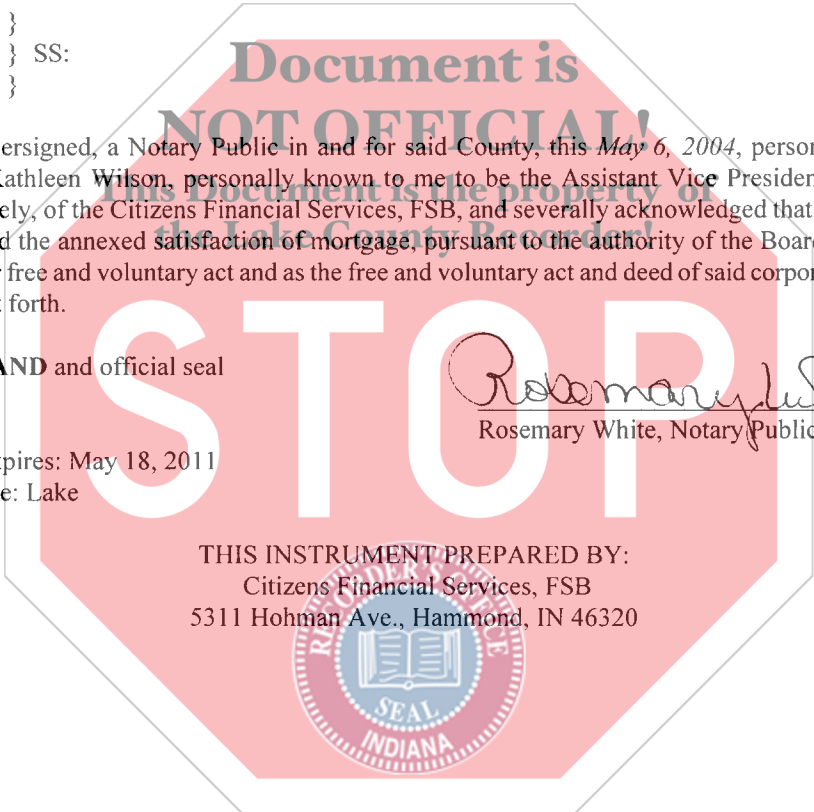 }
} SS:
}
Document is
NOT OFFICIAL!
This Document is the property of
the Lake County Recorder!
ersigned, a Notary Public in and for said County, this May 6, 2004, person
Kathleen Wilson, personally known to me to be the Assistant Vice Presiden
ely, of the Citizens Financial Services, FSB, and severally acknowledged that
d the annexed satisfaction of mortgage, pursuant to the authority of the Board
r free and voluntary act and as the free and voluntary act and deed of said corpor
t forth.
STOP
AND and official seal
Rosemary W
Rosemary White, Notary Public
pires: May 18, 2011
e: Lake
THIS INSTRUMENT PREPARED BY:
Citizens Financial Services, FSB
5311 Hohman Ave., Hammond, IN 46320
RECORDER'S OFFICE
SEAL
INDIANA